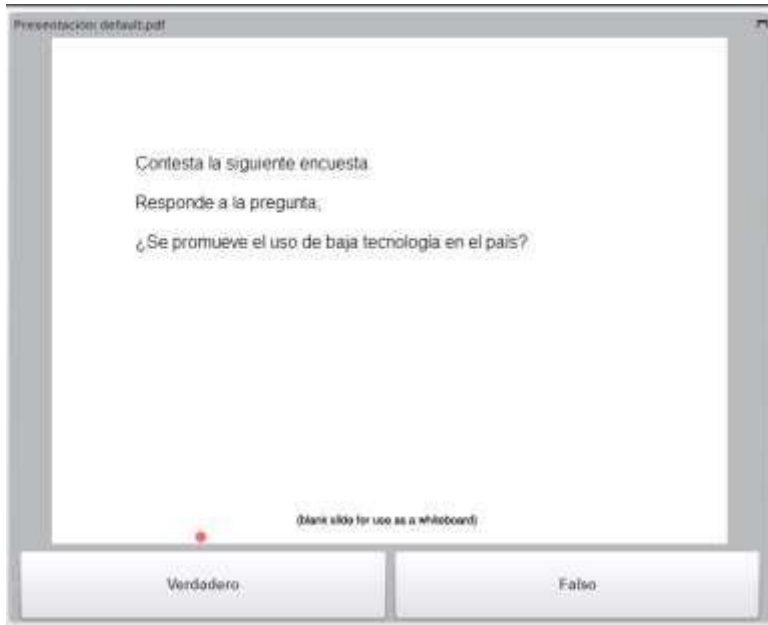 Presentación: default.pdf
Contesta la siguiente encuesta
Responde a la pregunta,
¿Se promueve el uso de baja tecnología en el país?
(blank slide for use as a whiteboard)
Verdadero
Falso